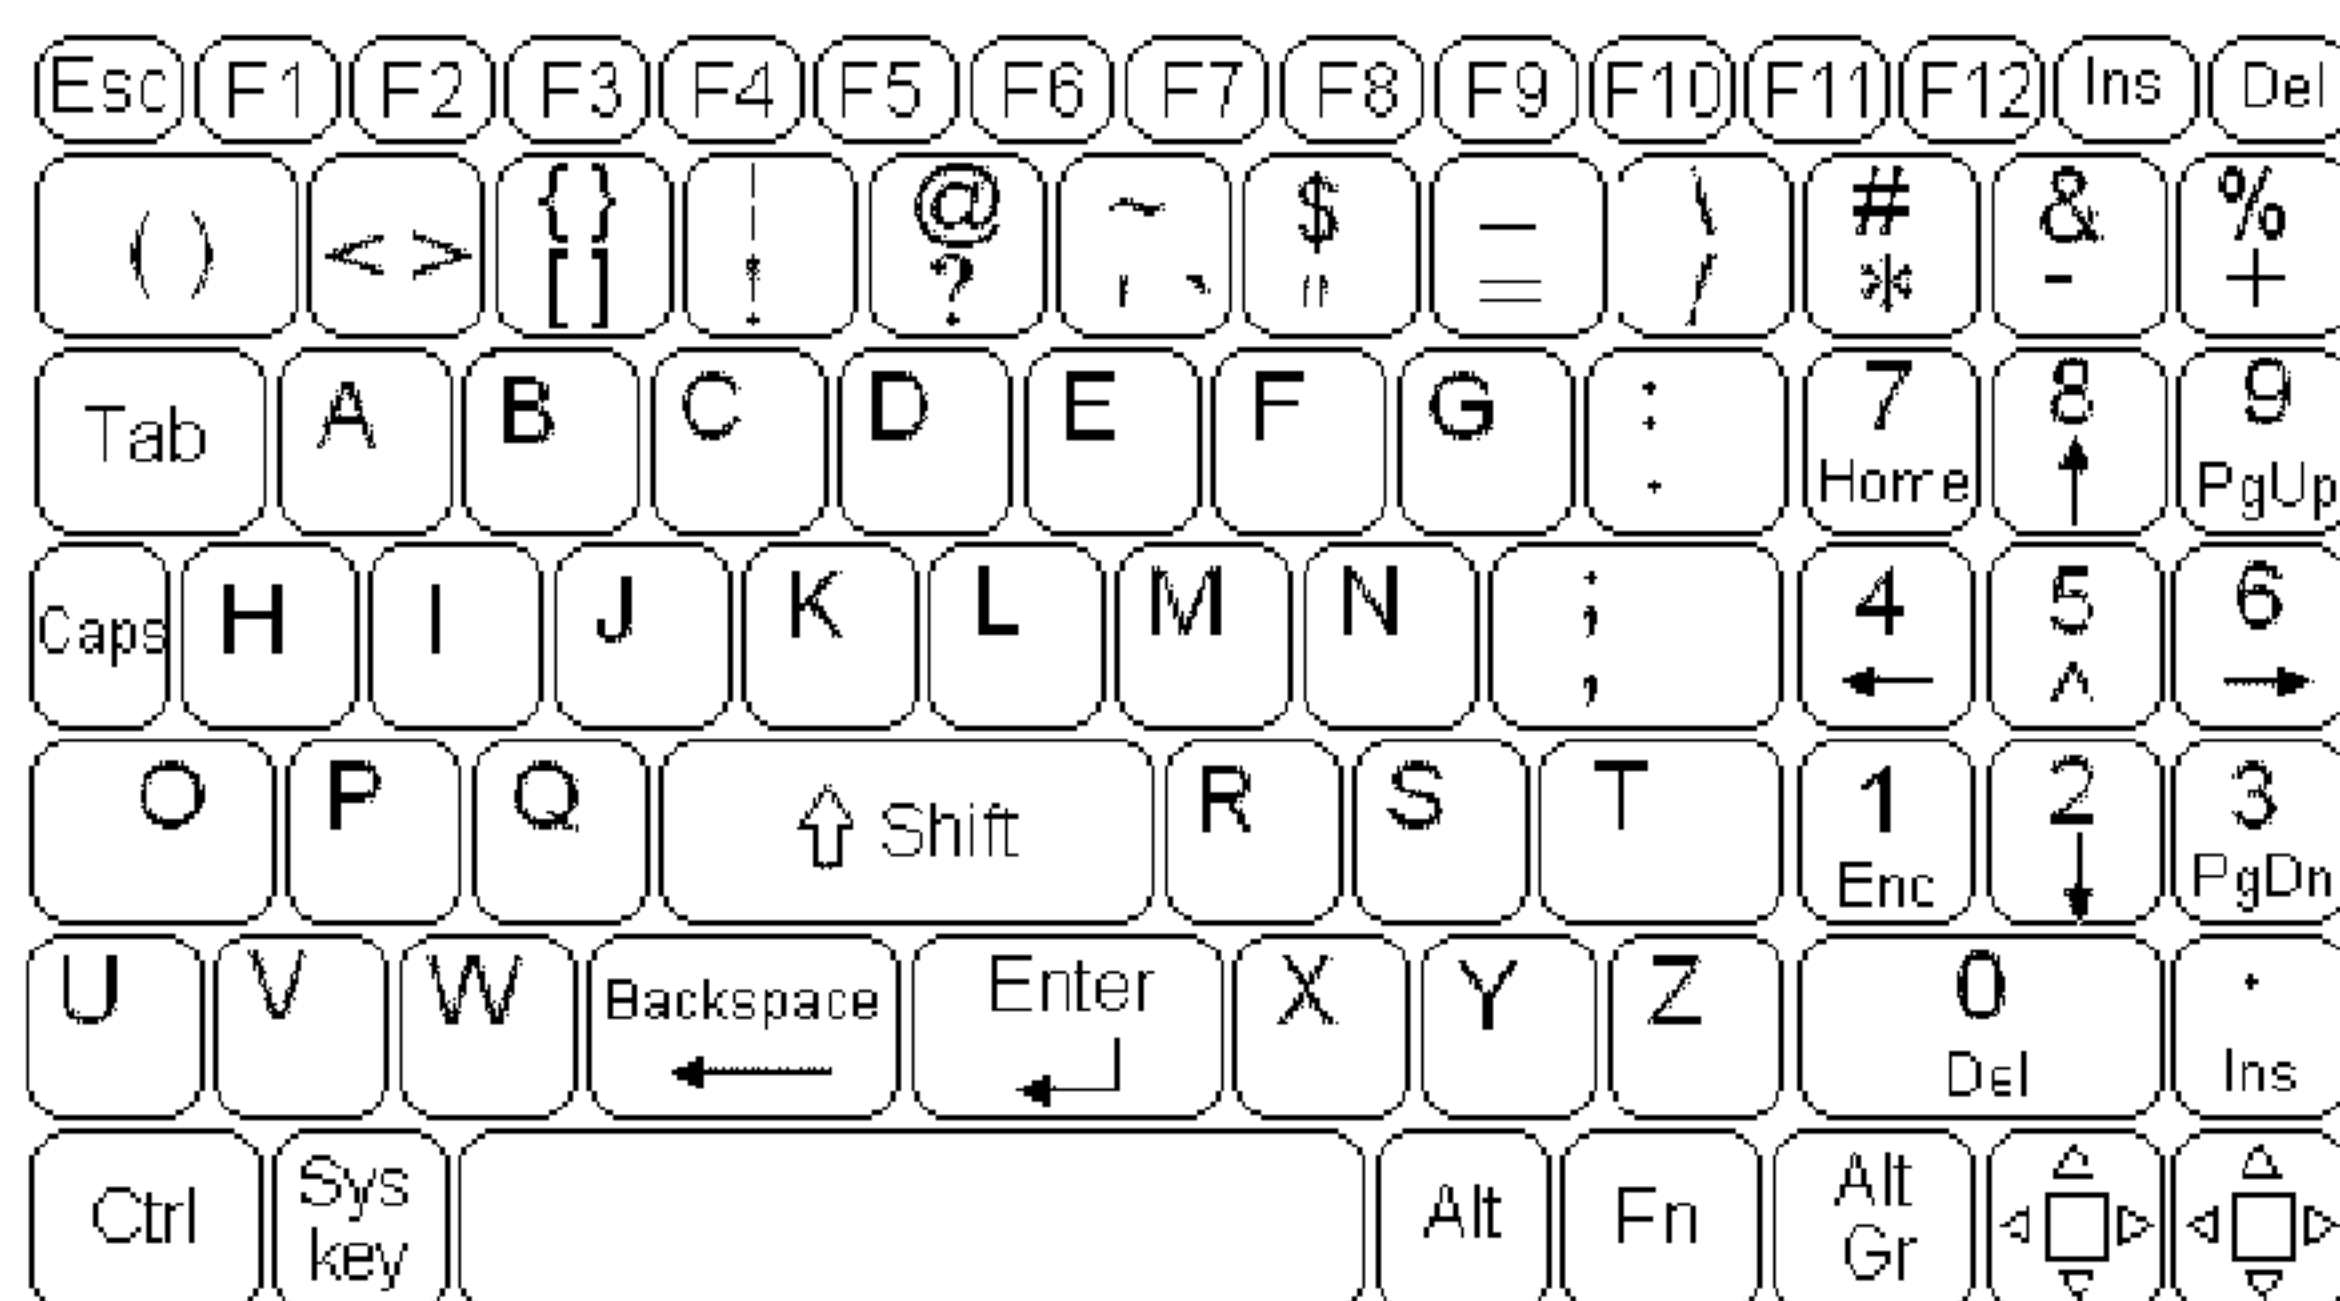 Esc F1 F2 F3 F4 F5 F6 F7 F8 F9 F10 F11 F12 Ins Del
{ } @ ~ $ _ \ # & %
( ) < > [ ] ! ? ' ` " = / * - +
A B C D E F G : 7 8 9
Tab . Home ↑ PgUp
H I J K L M N ; 4 5 6
Caps , ← ^ →
O P Q R S T 1 2 3
⇧ Shift Enc ↓ PgDn
U V W Backspace Enter X Y Z 0 .
← ↵ Del Ins
Sys Alt
Ctrl key Alt Fn Gr